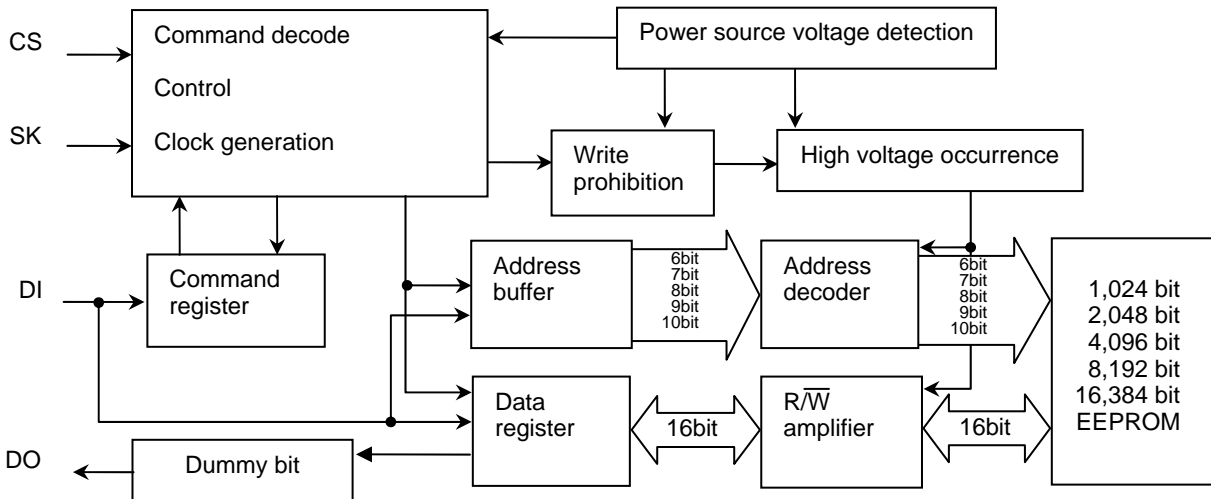 CS
Command decode
Control
SK
Clock generation
Power source voltage detection
Write
prohibition
High voltage occurrence
DI
Command
register
Address
buffer
6bit
7bit
8bit
9bit
10bit
Address
decoder
6bit
7bit
8bit
9bit
10bit
1,024 bit
2,048 bit
4,096 bit
8,192 bit
16,384 bit
EEPROM
Data
register
16bit
R/W̅
amplifier
16bit
DO
Dummy bit